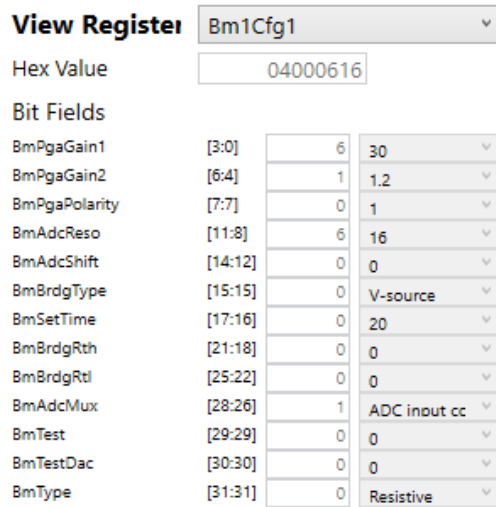 View Register Bm1Cfg1
Hex Value 04000616
Bit Fields
BmPgaGain1 [3:0] 6 30
BmPgaGain2 [6:4] 1 1.2
BmPgaPolarity [7:7] 0 1
BmAdcReso [11:8] 6 16
BmAdcShift [14:12] 0 0
BmBrdgType [15:15] 0 V-source
BmSetTime [17:16] 0 20
BmBrdgRth [21:18] 0 0
BmBrdgRtl [25:22] 0 0
BmAdcMux [28:26] 1 ADC input cc
BmTest [29:29] 0 0
BmTestDac [30:30] 0 0
BmType [31:31] 0 Resistive